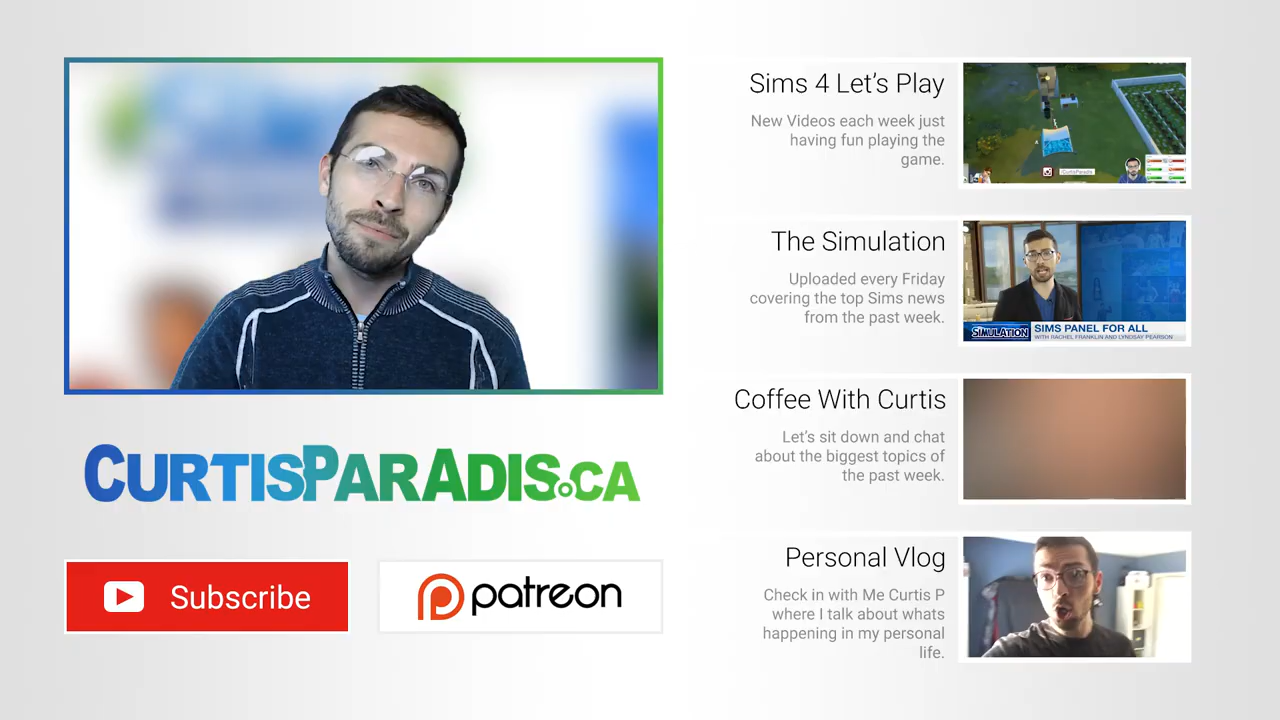 Sims 4 Let's Play
New Videos each week just
having fun playing the
game.
The Simulation
Uploaded every Friday
covering the top Sims news
from the past week.
SIMULATION
SIMS PANEL FOR ALL
WITH RACHEL FRANKLIN AND LYNDSAY PEARSON
Coffee With Curtis
Let's sit down and chat
about the biggest topics of
the past week.
Personal Vlog
Check in with Me Curtis P
where I talk about whats
happening in my personal
life.
CURTISPARADIS.CA
Subscribe
patreon